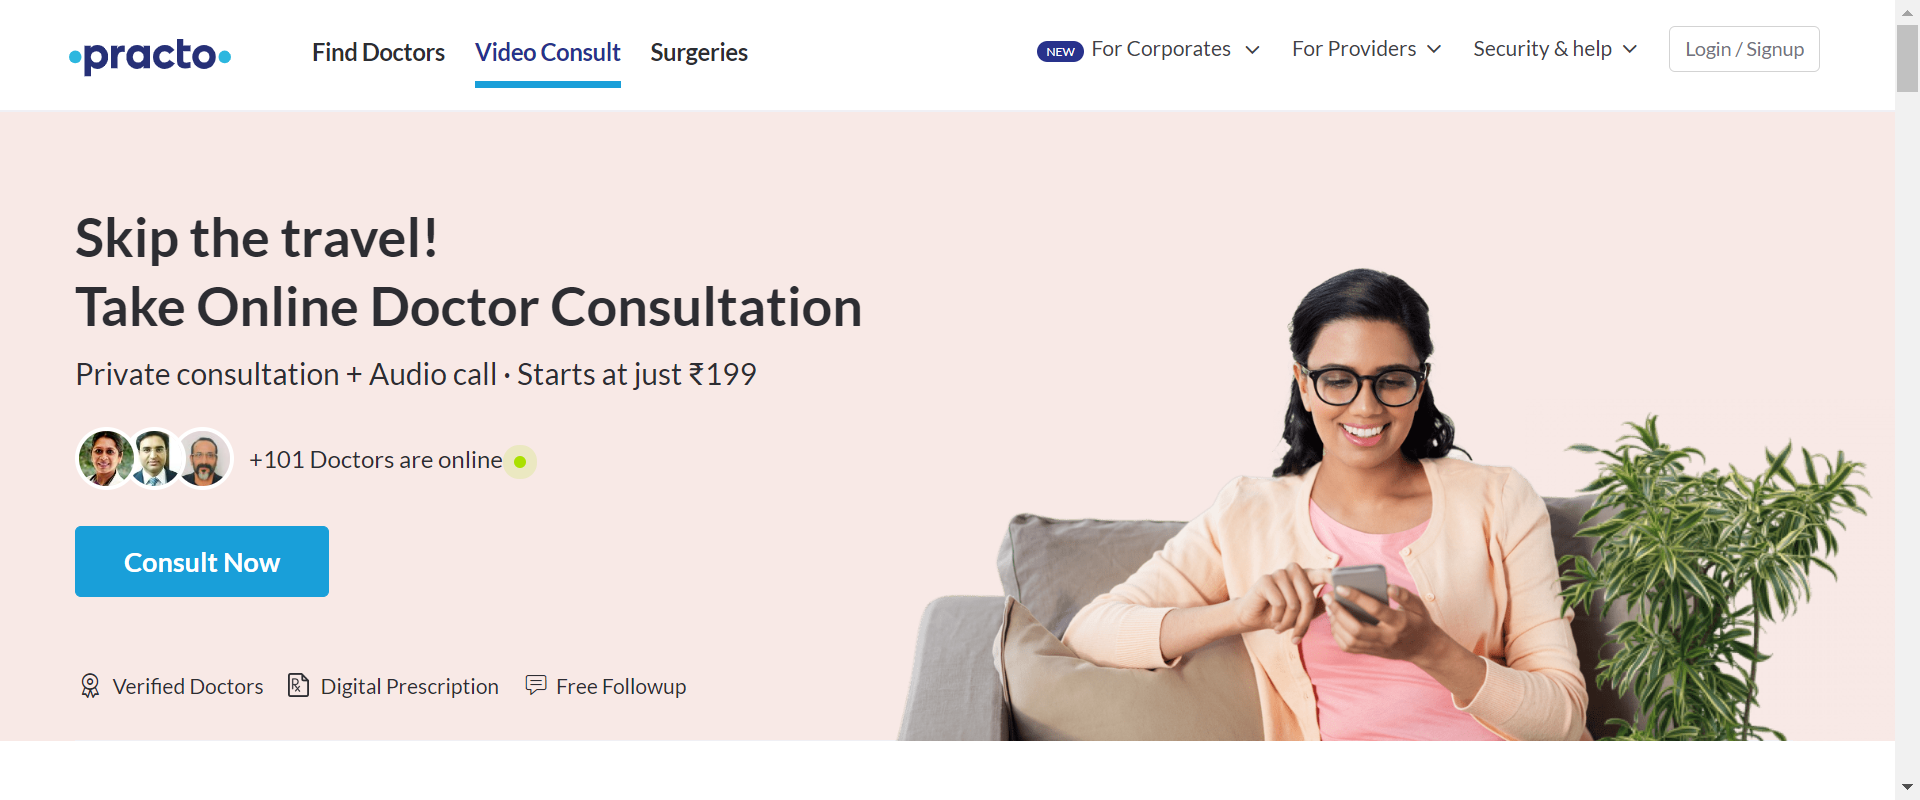 practo
Find Doctors
Video Consult
Surgeries
NEW For Corporates
For Providers
Security & help
Login / Signup
Skip the travel!
Take Online Doctor Consultation
Private consultation + Audio call · Starts at just ₹199
+101 Doctors are online
Consult Now
Verified Doctors
Digital Prescription
Free Followup